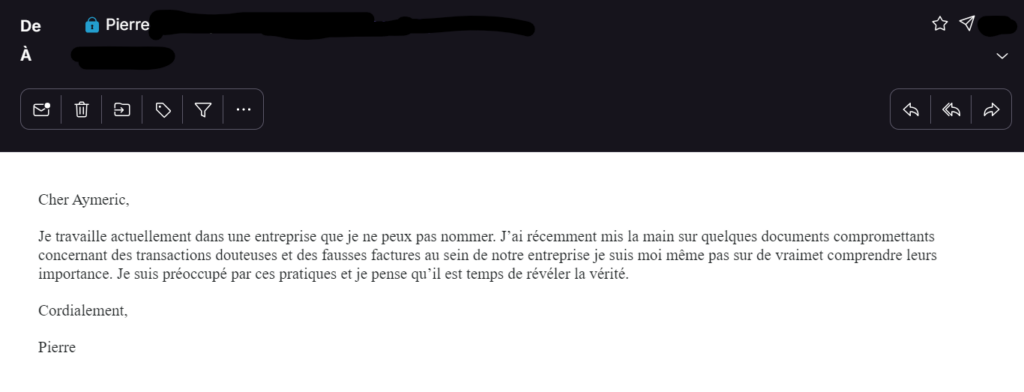 De
Pierre
À
Cher Aymeric,
Je travaille actuellement dans une entreprise que je ne peux pas nommer. J’ai récemment mis la main sur quelques documents compromettants
concernant des transactions douteuses et des fausses factures au sein de notre entreprise je suis moi même pas sur de vraimet comprendre leurs
importance. Je suis préoccupé par ces pratiques et je pense qu’il est temps de révéler la vérité.
Cordialement,
Pierre